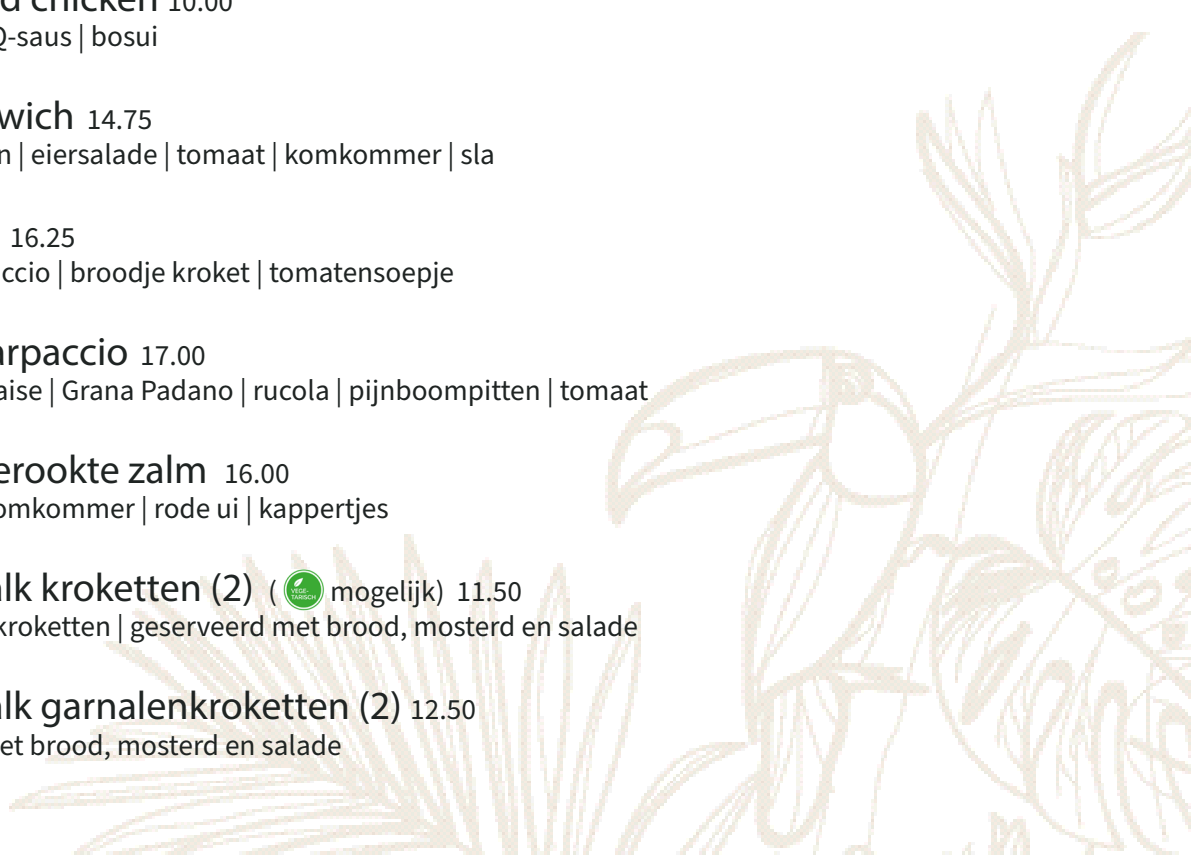 d chicken 10.00
Q-saus | bosui
wich 14.75
n | eiersalade | tomaat | komkommer | sla
16.25
ccio | broodje kroket | tomatensoepje
arpaccio 17.00
aise | Grana Padano | rucola | pijnboompitten | tomaat
erookte zalm 16.00
omkommer | rode ui | kappertjes
alk kroketten (2) ( VEGE-TARISCH mogelijk) 11.50
kroketten | geserveerd met brood, mosterd en salade
alk garnalenkroketten (2) 12.50
et brood, mosterd en salade